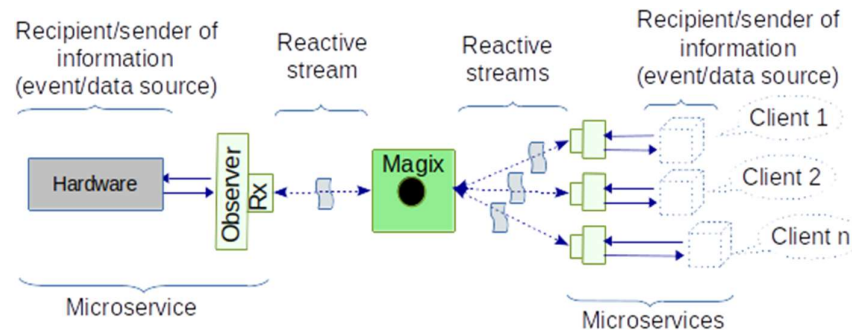 Recipient/sender of
information
(event/data source)
Reactive
stream
Reactive
streams
Recipient/sender of
information
(event/data source)
Hardware
Observer
Rx
Magix
Client 1
Client 2
Client n
Microservice
Microservices